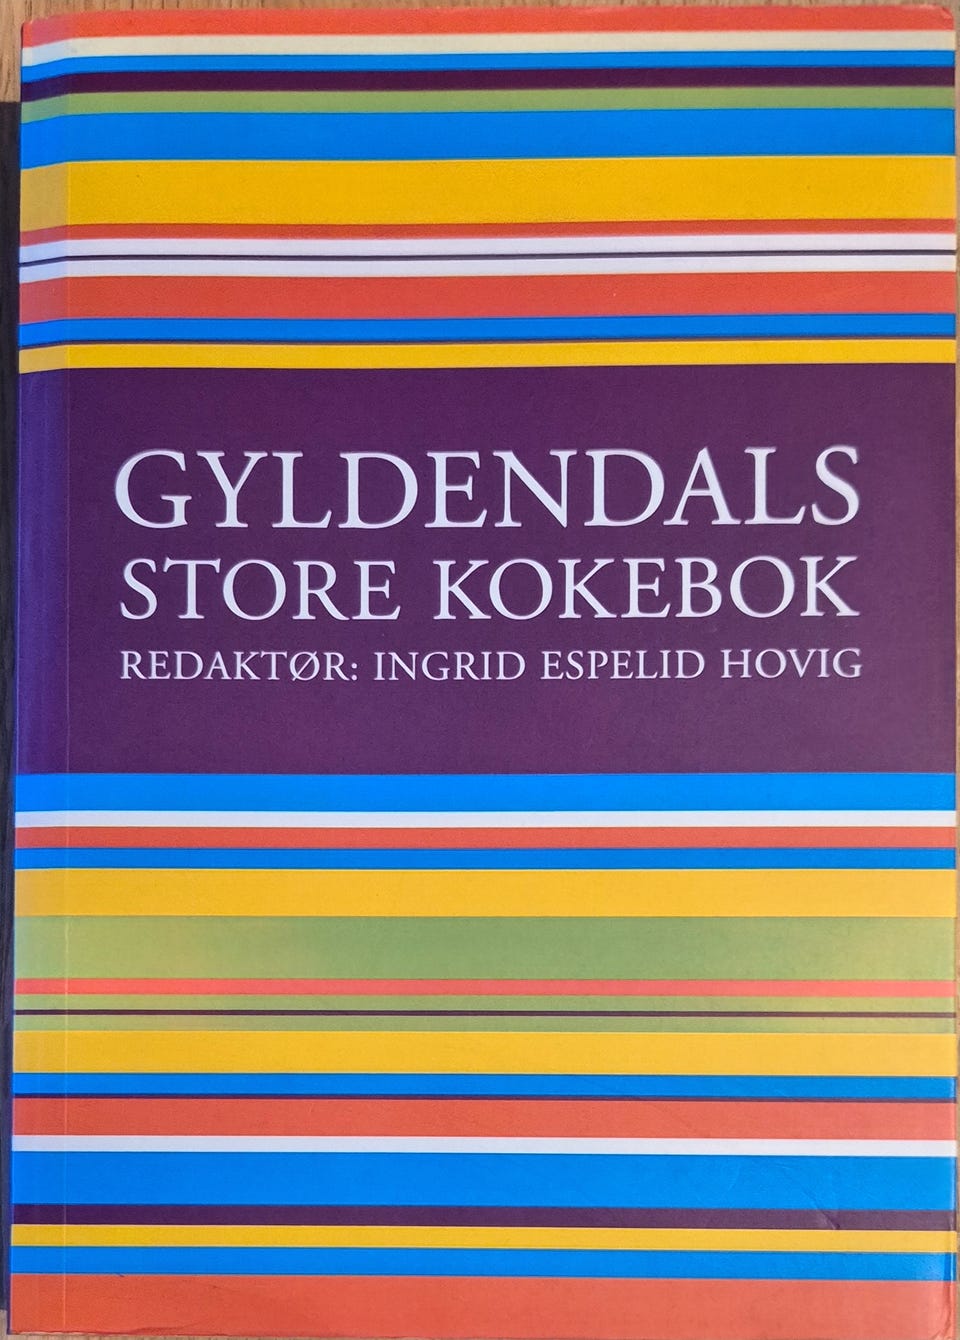 GYLDENDALS
STORE KOKEBOK
REDAKTØR: INGRID ESPELID HOVIG